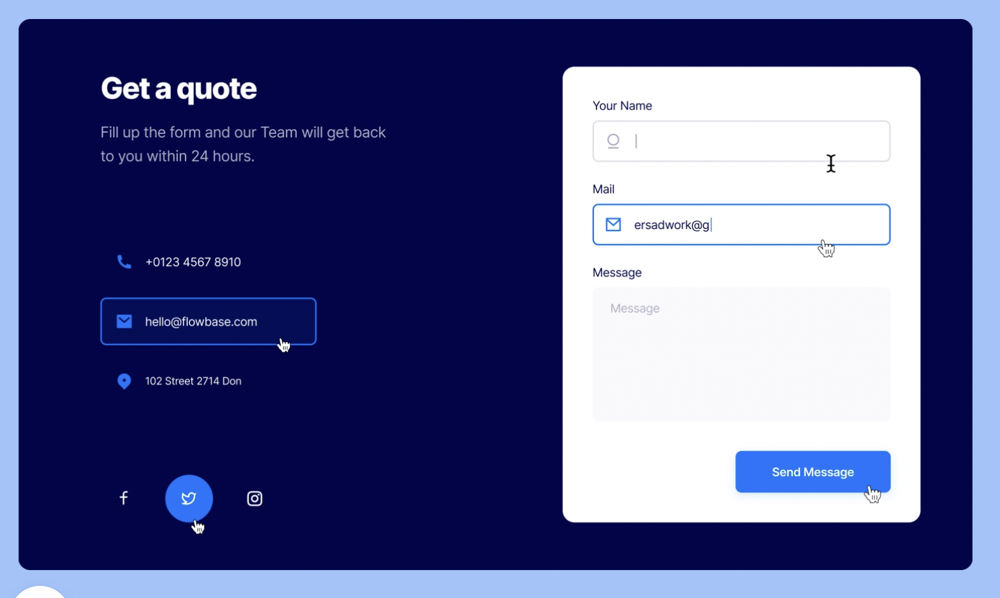 Get a quote
Fill up the form and our Team will get back
to you within 24 hours.
+0123 4567 8910
hello@flowbase.com
102 Street 2714 Don
Your Name
Mail
ersadwork@g
Message
Message
Send Message